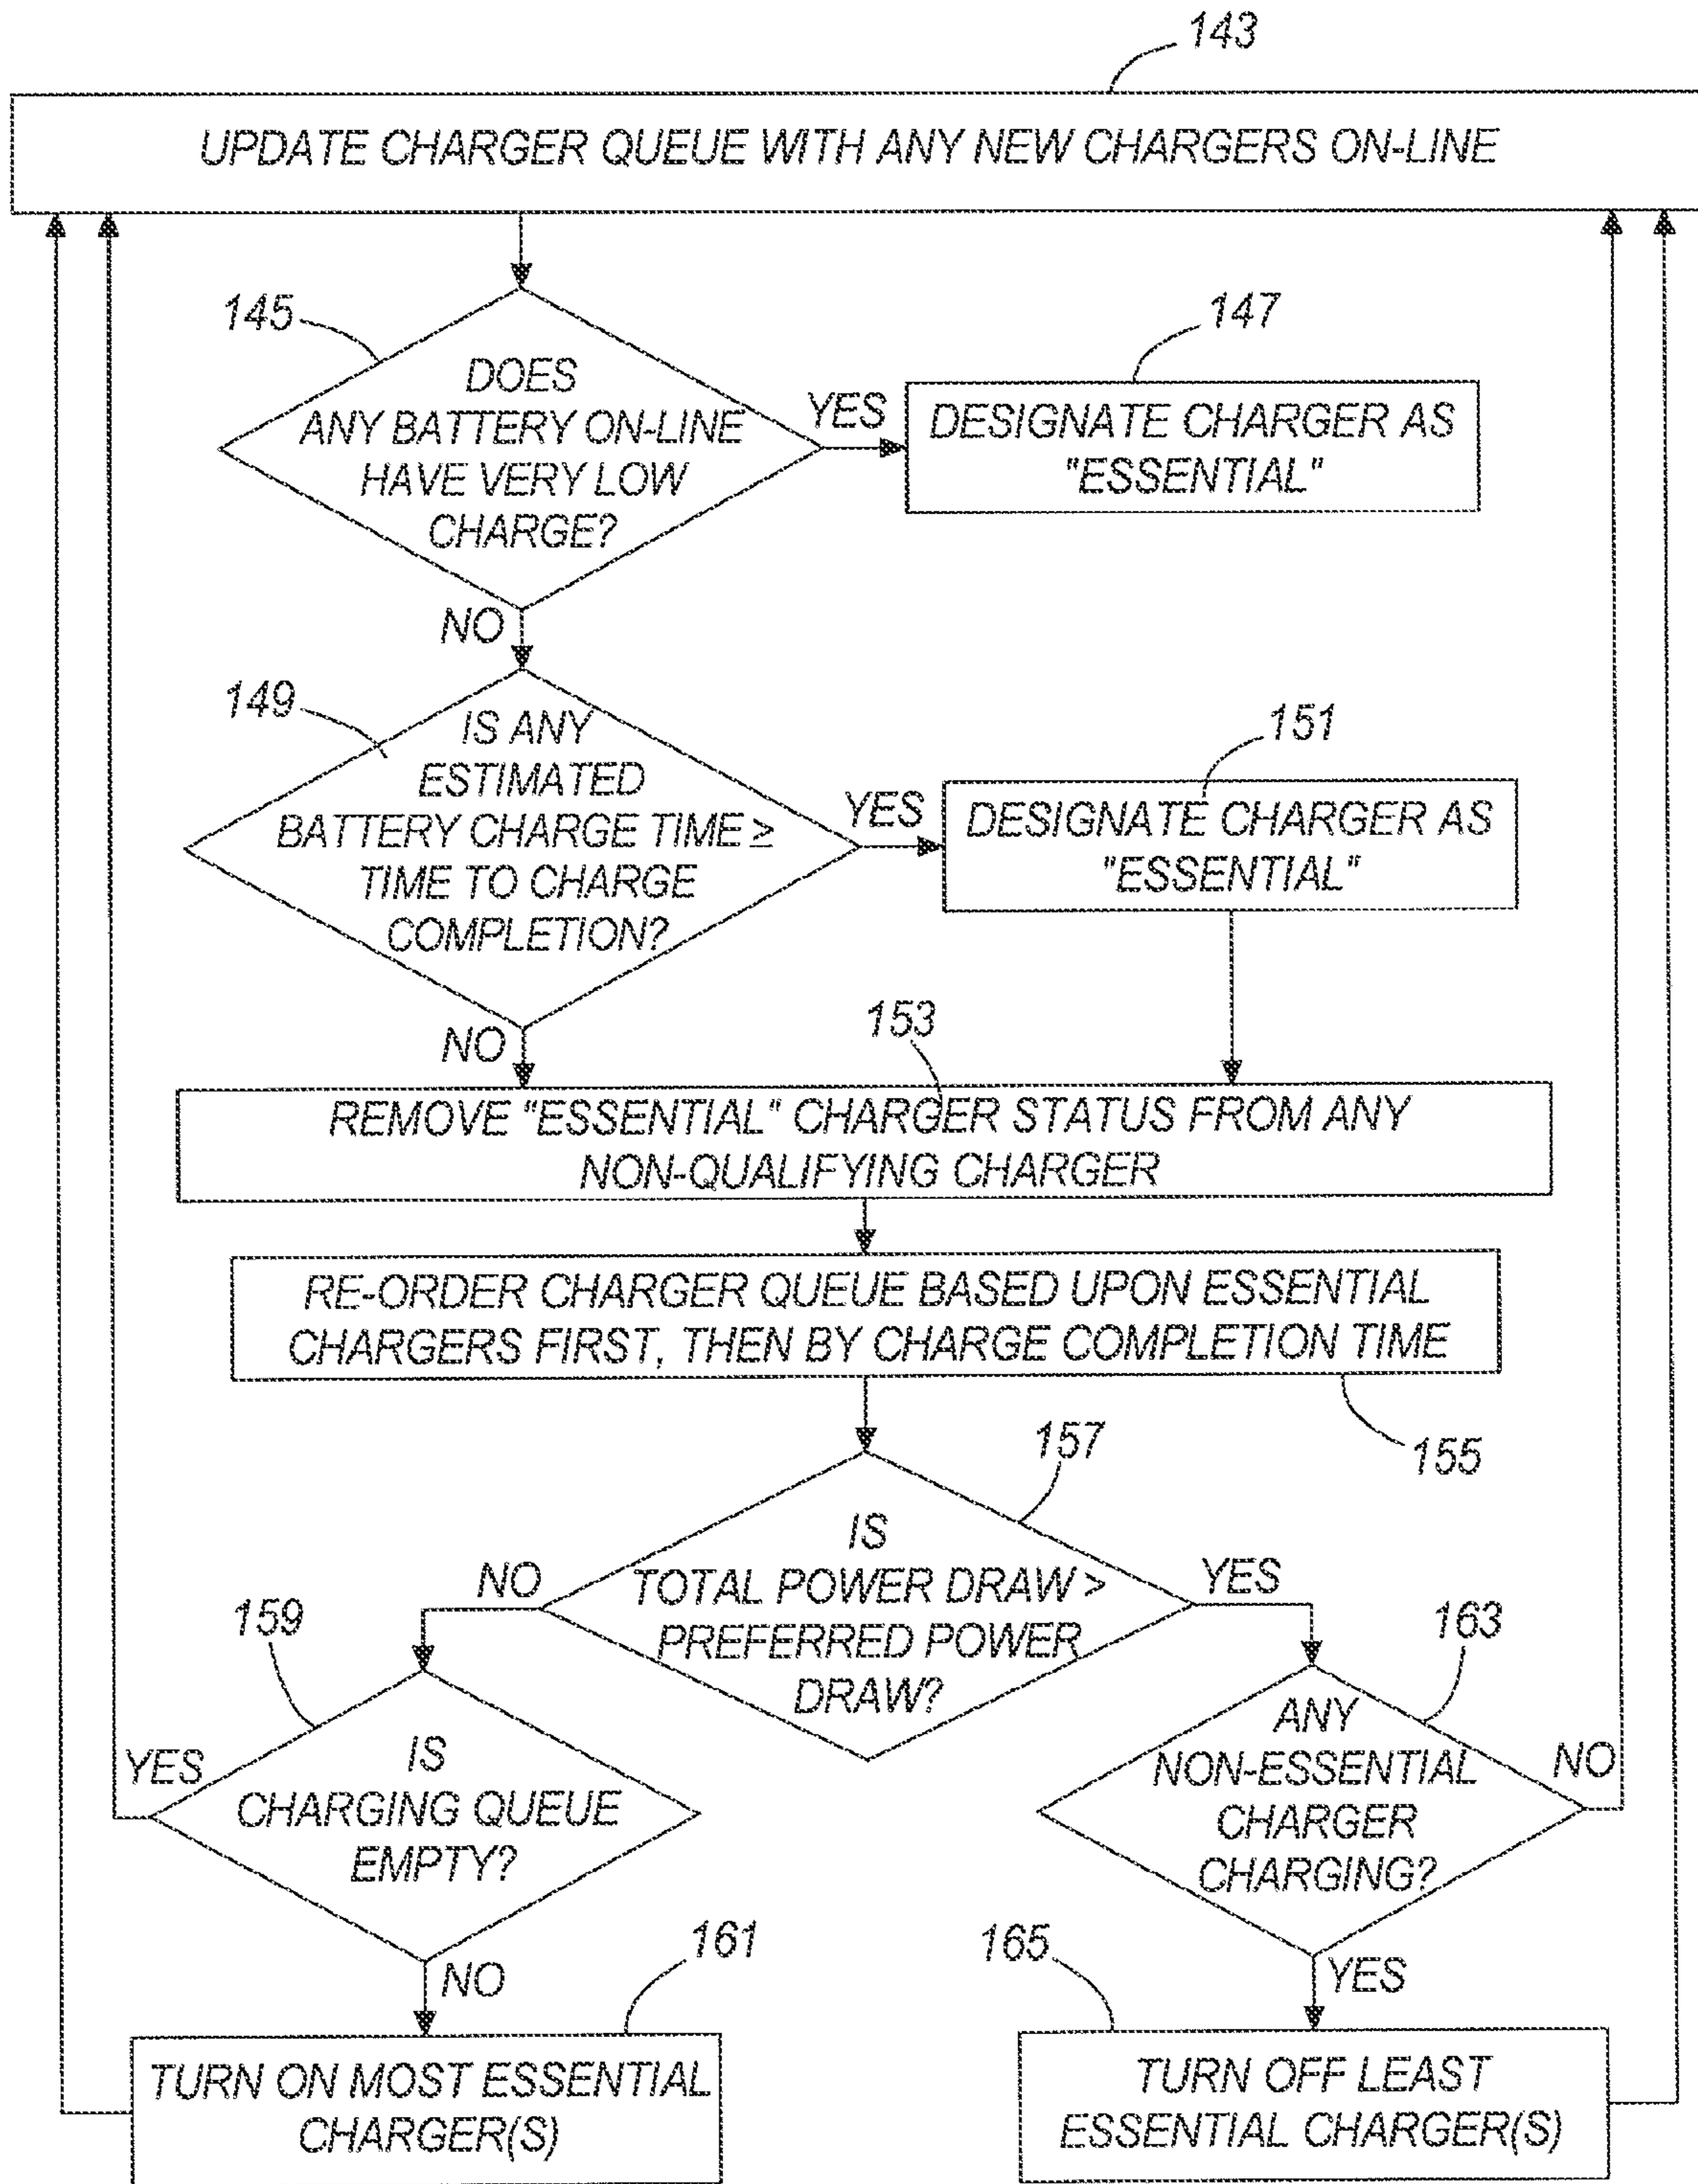 143
UPDATE CHARGER QUEUE WITH ANY NEW CHARGERS ON-LINE
145
DOES
ANY BATTERY ON-LINE
HAVE VERY LOW
CHARGE?
YES
147
DESIGNATE CHARGER AS
"ESSENTIAL"
NO
149
IS ANY
ESTIMATED
BATTERY CHARGE TIME ≥
TIME TO CHARGE
COMPLETION?
YES
151
DESIGNATE CHARGER AS
"ESSENTIAL"
NO
153
REMOVE "ESSENTIAL" CHARGER STATUS FROM ANY
NON-QUALIFYING CHARGER
RE-ORDER CHARGER QUEUE BASED UPON ESSENTIAL
CHARGERS FIRST, THEN BY CHARGE COMPLETION TIME
155
157
IS
TOTAL POWER DRAW >
PREFERRED POWER
DRAW?
NO
YES
159
IS
CHARGING QUEUE
EMPTY?
YES
163
ANY
NON-ESSENTIAL
CHARGER
CHARGING?
NO
NO
161
TURN ON MOST ESSENTIAL
CHARGER(S)
YES
165
TURN OFF LEAST
ESSENTIAL CHARGER(S)